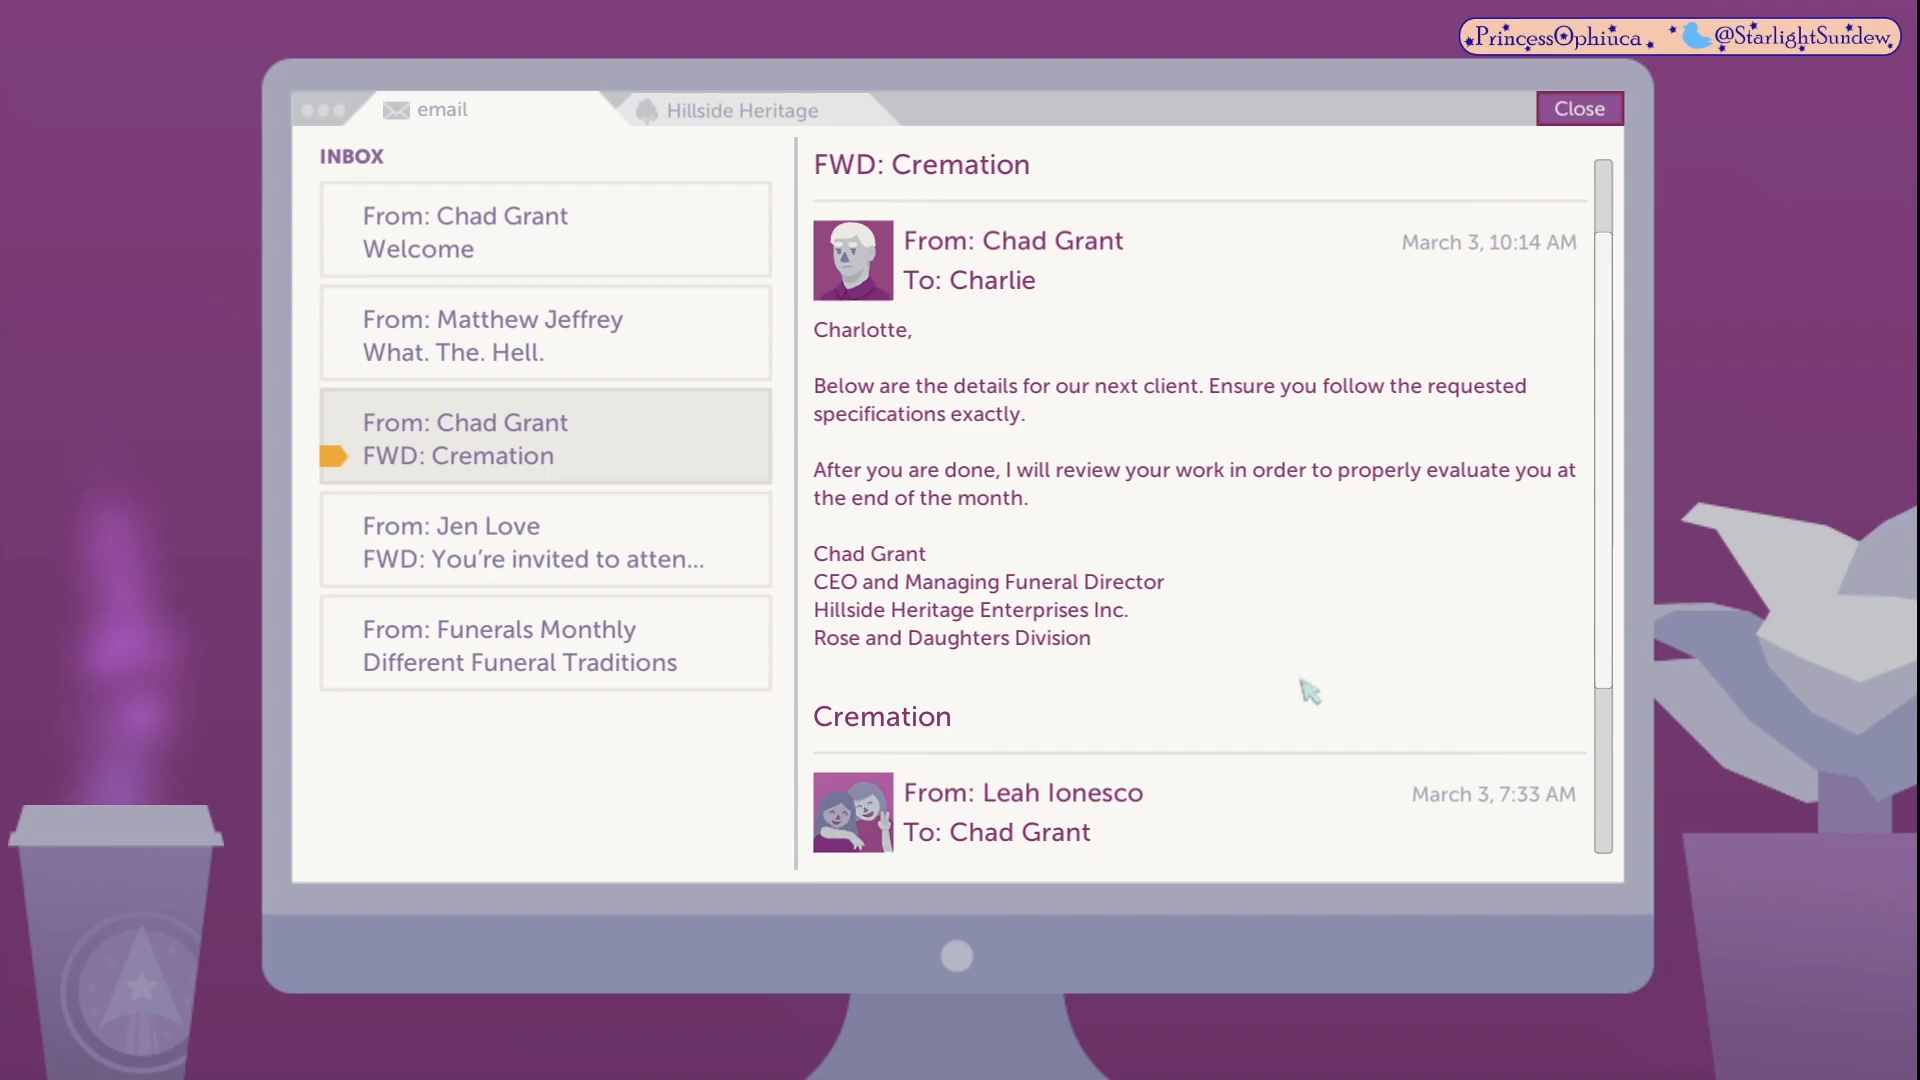 PrincessOphiuca @StarlightSundew
email
Hillside Heritage
Close
INBOX
From: Chad Grant
Welcome
From: Matthew Jeffrey
What. The. Hell.
From: Chad Grant
FWD: Cremation
From: Jen Love
FWD: You’re invited to atten...
From: Funerals Monthly
Different Funeral Traditions
FWD: Cremation
From: Chad Grant
March 3, 10:14 AM
To: Charlie
Charlotte,
Below are the details for our next client. Ensure you follow the requested
specifications exactly.
After you are done, I will review your work in order to properly evaluate you at
the end of the month.
Chad Grant
CEO and Managing Funeral Director
Hillside Heritage Enterprises Inc.
Rose and Daughters Division
Cremation
From: Leah Ionesco
March 3, 7:33 AM
To: Chad Grant